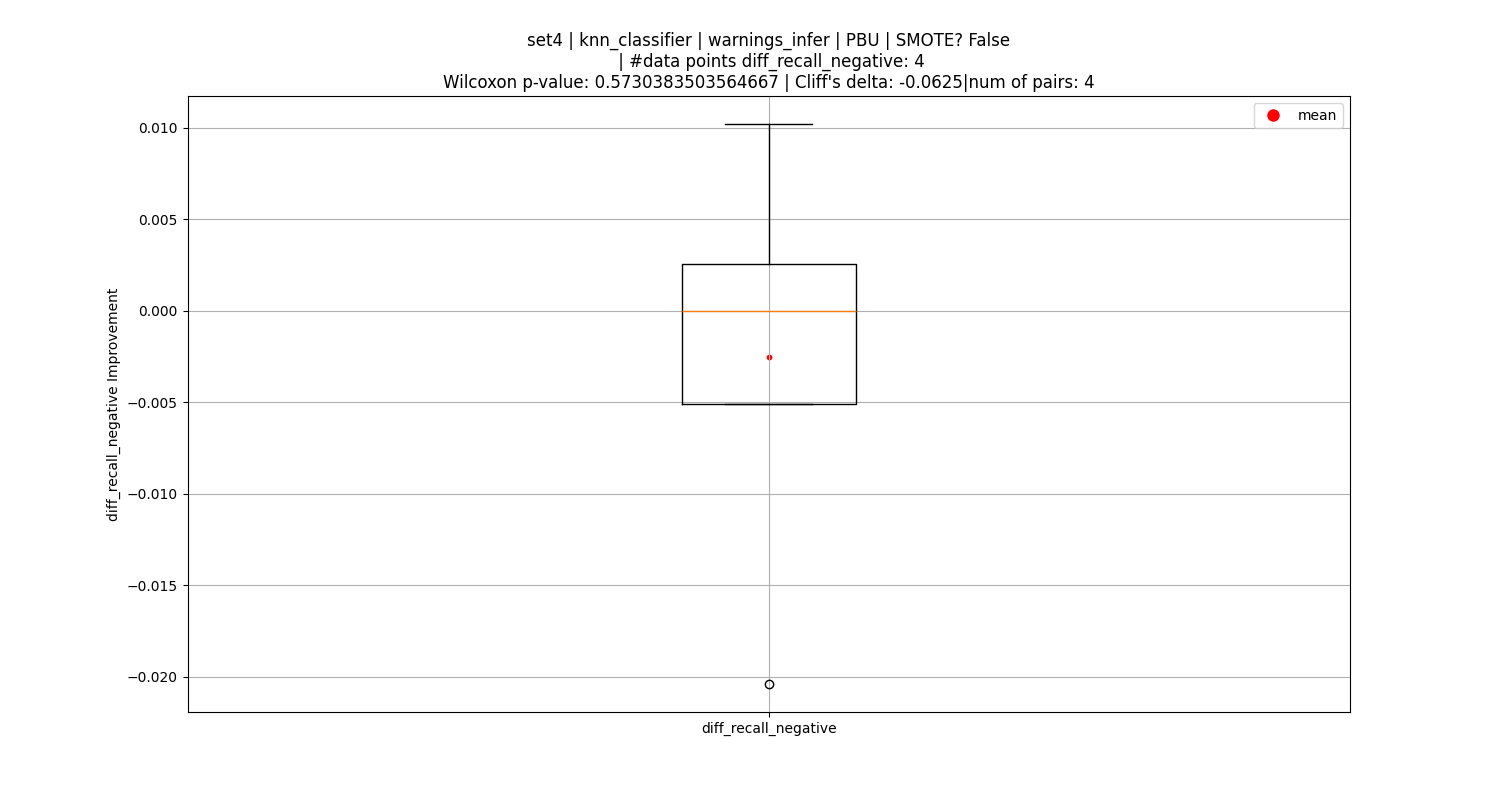 set4 | knn_classifier | warnings_infer | PBU | SMOTE? False
| #data points diff_recall_negative: 4
Wilcoxon p-value: 0.5730383503564667 | Cliff's delta: -0.0625|num of pairs: 4
mean
0.010
0.005
0.000
−0.005
−0.010
−0.015
−0.020
diff_recall_negative Improvement
diff_recall_negative